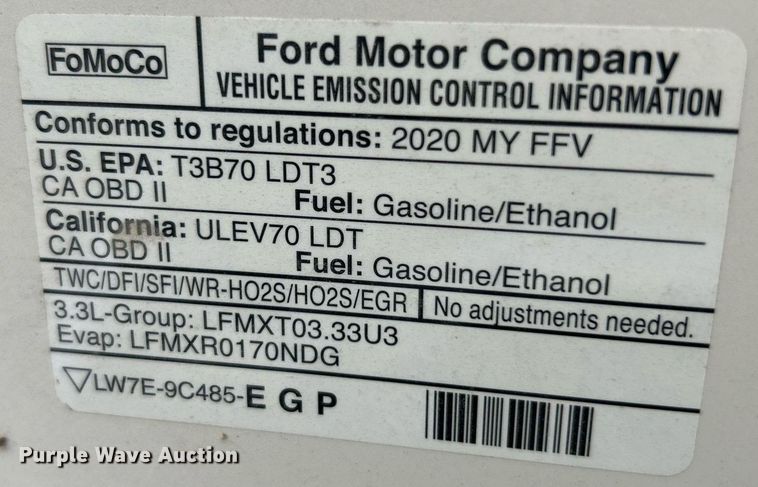 FoMoCo
Ford Motor Company
VEHICLE EMISSION CONTROL INFORMATION
Conforms to regulations: 2020 MY FFV
U.S. EPA: T3B70 LDT3
CA OBD II Fuel: Gasoline/Ethanol
California: ULEV70 LDT
CA OBD II Fuel: Gasoline/Ethanol
TWC/DFI/SFI/WR-HO2S/HO2S/EGR No adjustments needed.
3.3L-Group: LFMXT03.33U3
Evap: LFMXR0170NDG
LW7E-9C485-E G P
Purple Wave Auction